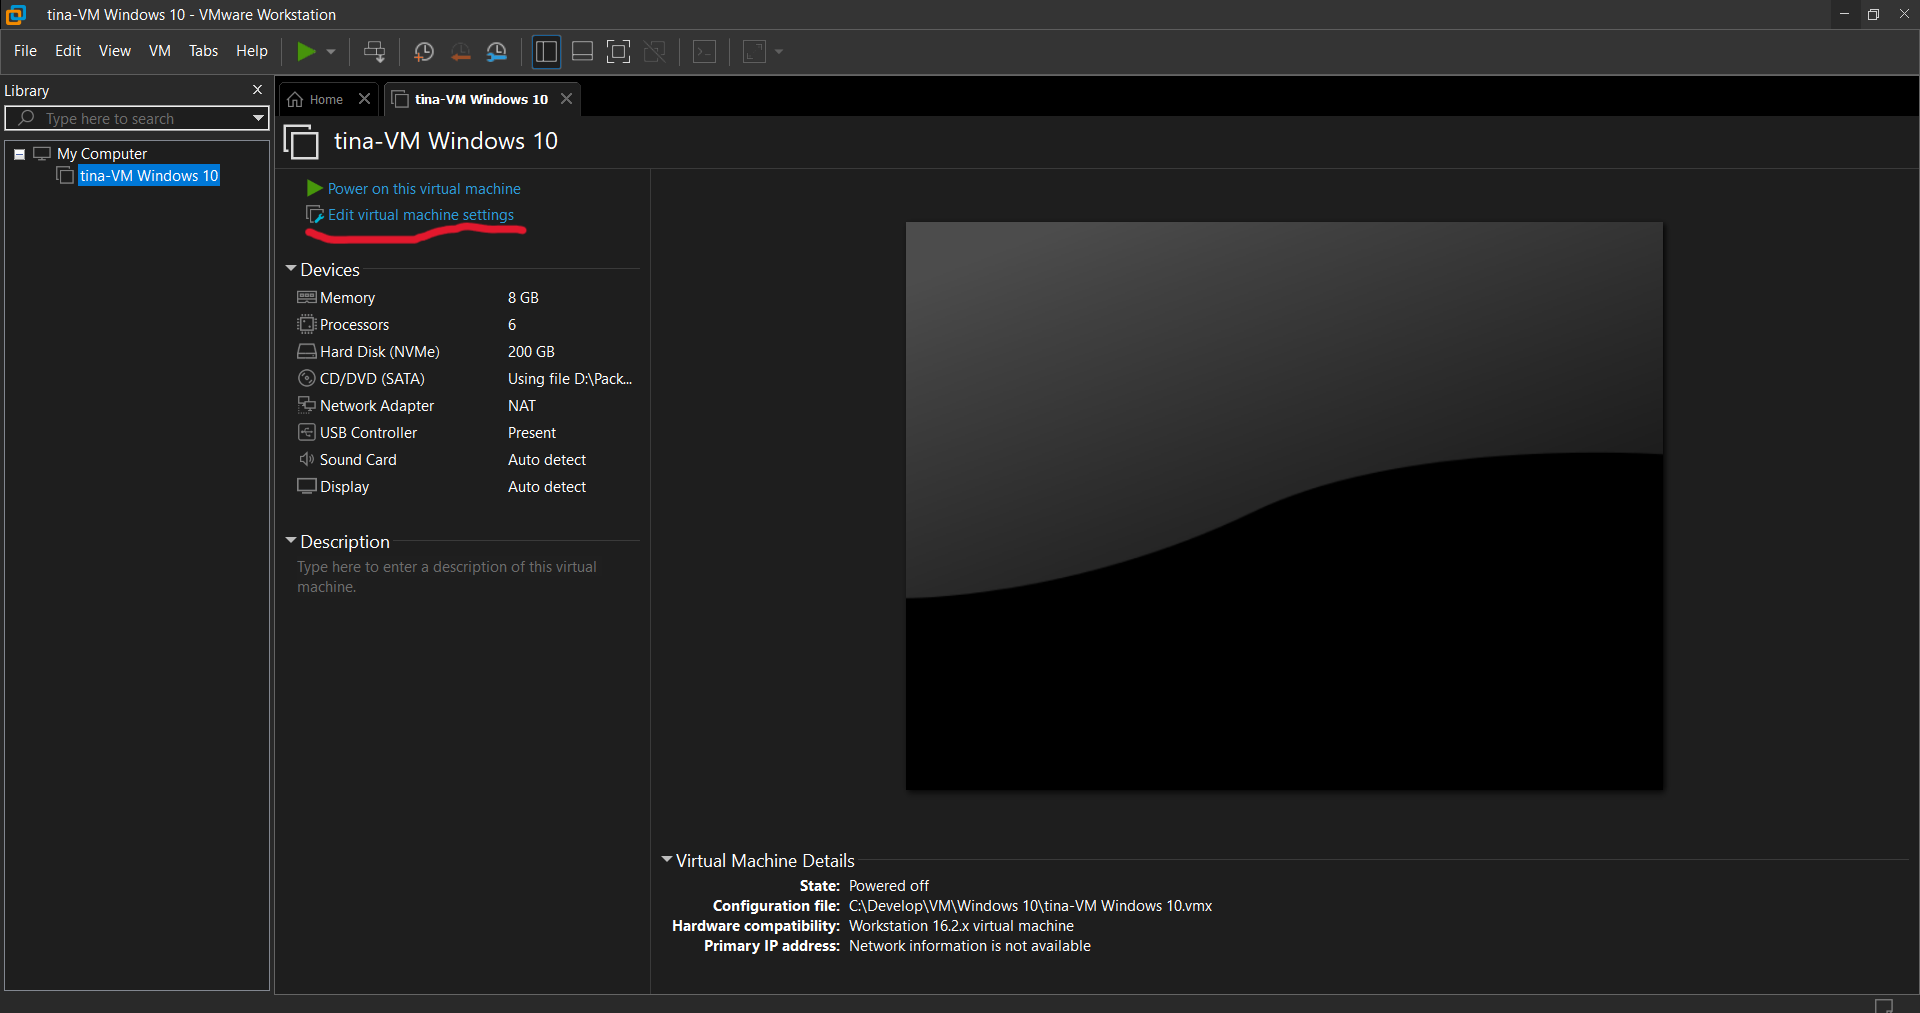 tina-VM Windows 10 - VMware Workstation
File Edit View VM Tabs Help
Library
Type here to search
My Computer
tina-VM Windows 10
Home
tina-VM Windows 10
tina-VM Windows 10
Power on this virtual machine
Edit virtual machine settings
Devices
Memory 8 GB
Processors 6
Hard Disk (NVMe) 200 GB
CD/DVD (SATA) Using file D:\Pack...
Network Adapter NAT
USB Controller Present
Sound Card Auto detect
Display Auto detect
Description
Type here to enter a description of this virtual
machine.
Virtual Machine Details
State: Powered off
Configuration file: C:\Develop\VM\Windows 10\tina-VM Windows 10.vmx
Hardware compatibility: Workstation 16.2.x virtual machine
Primary IP address: Network information is not available